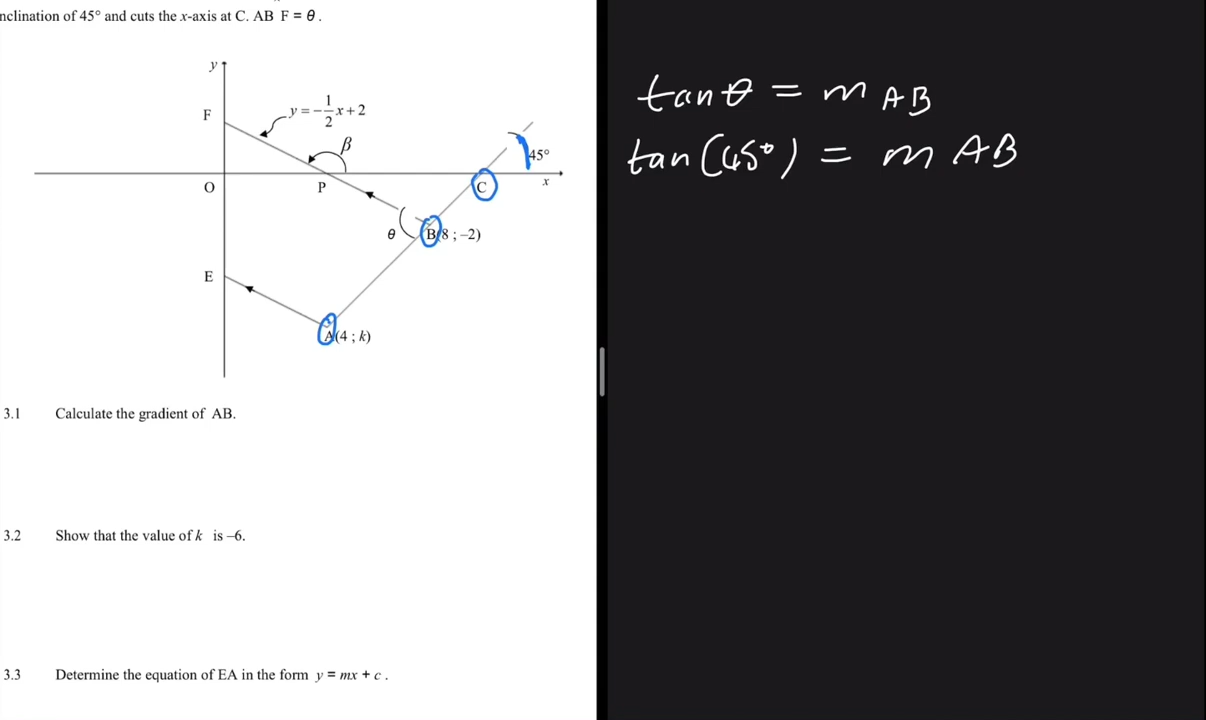 nclination of 45° and cuts the x-axis at C. AB F = θ .
y
F
y = -1/2 x + 2
β
45°
O
P
C
x
θ
B(8 ; –2)
E
A(4 ; k)
3.1 Calculate the gradient of AB.
3.2 Show that the value of k is –6.
3.3 Determine the equation of EA in the form y = mx + c .
tanθ = m AB
tan(45°) = m AB